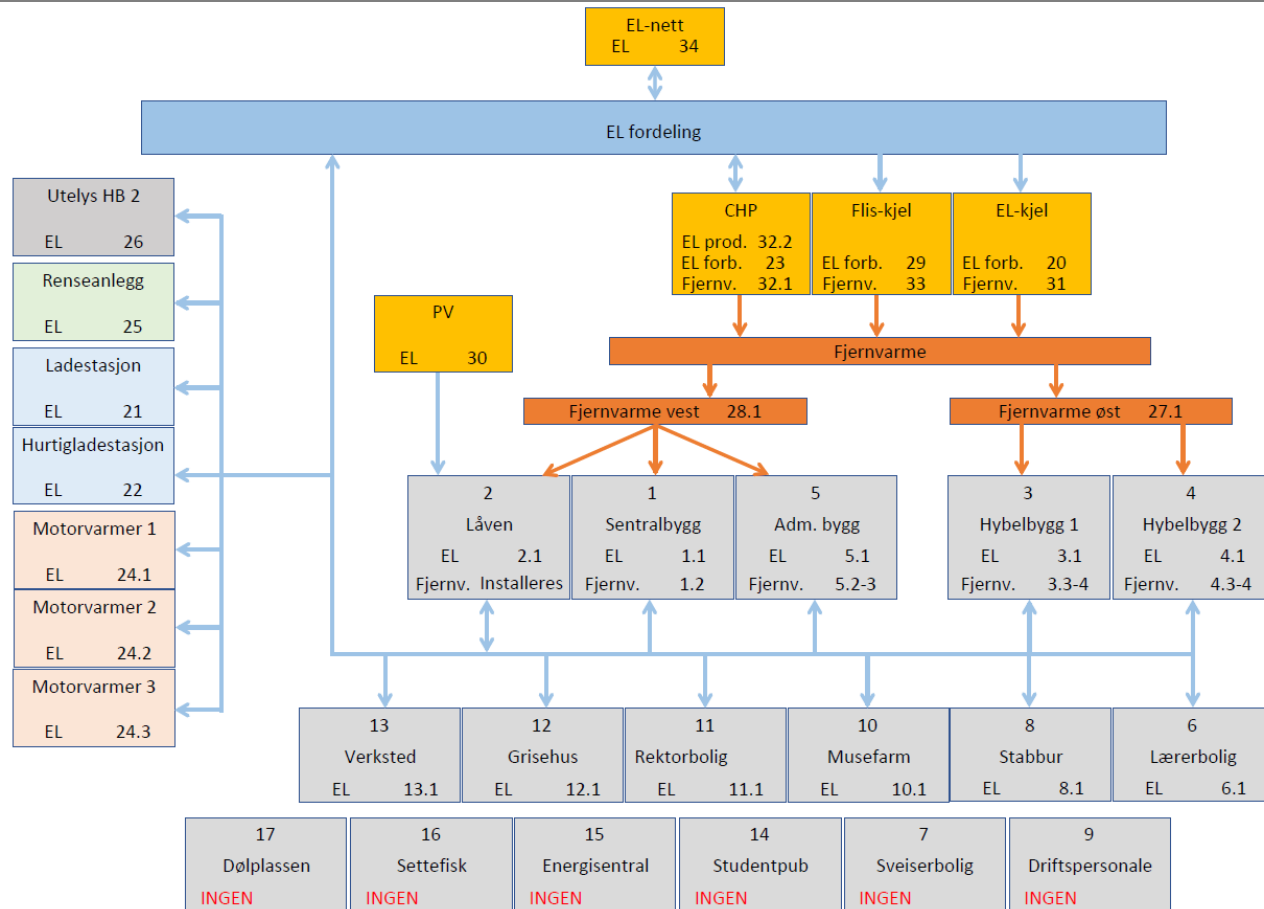 EL-nett
EL 34
EL fordeling
Utelys HB 2
EL 26
Renseanlegg
EL 25
Ladestasjon
EL 21
Hurtigladestasjon
EL 22
Motorvarmer 1
EL 24.1
Motorvarmer 2
EL 24.2
Motorvarmer 3
EL 24.3
CHP
EL prod. 32.2
EL forb. 23
Fjernv. 32.1
Flis-kjel
EL forb. 29
Fjernv. 33
EL-kjel
EL forb. 20
Fjernv. 31
PV
EL 30
Fjernvarme
Fjernvarme vest 28.1
Fjernvarme øst 27.1
2
Låven
EL 2.1
Fjernv. Installeres
1
Sentralbygg
EL 1.1
Fjernv. 1.2
5
Adm. bygg
EL 5.1
Fjernv. 5.2-3
3
Hybelbygg 1
EL 3.1
Fjernv. 3.3-4
4
Hybelbygg 2
EL 4.1
Fjernv. 4.3-4
13
Verksted
EL 13.1
12
Grisehus
EL 12.1
11
Rektorbolig
EL 11.1
10
Musefarm
EL 10.1
8
Stabbur
EL 8.1
6
Lærerbolig
EL 6.1
17
Dølplassen
INGEN
16
Settefisk
INGEN
15
Energisentral
INGEN
14
Studentpub
INGEN
7
Sveiserbolig
INGEN
9
Driftspersonale
INGEN